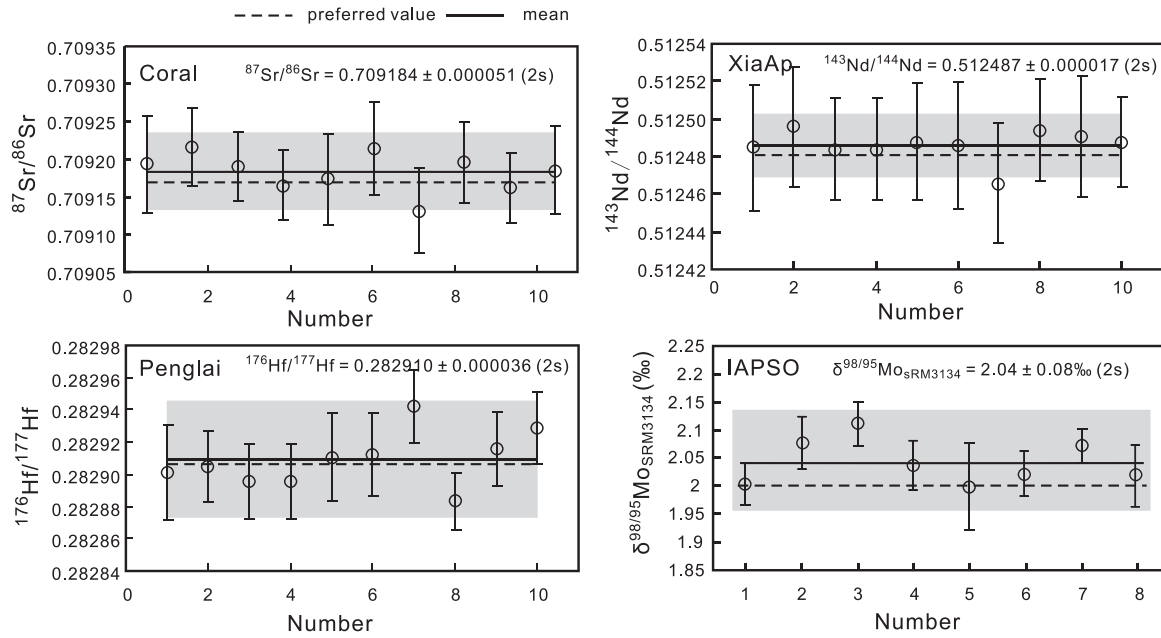 preferred value mean
Coral
⁸⁷Sr/⁸⁶Sr = 0.709184 ± 0.000051 (2s)
⁸⁷Sr/⁸⁶Sr
0.70935
0.70930
0.70925
0.70920
0.70915
0.70910
0.70905
0 2 4 6 8 10
Number
XiaAp
¹⁴³Nd/¹⁴⁴Nd = 0.512487 ± 0.000017 (2s)
¹⁴³Nd/¹⁴⁴Nd
0.51254
0.51252
0.51250
0.51248
0.51246
0.51244
0.51242
0 2 4 6 8 10
Number
Penglai
¹⁷⁶Hf/¹⁷⁷Hf = 0.282910 ± 0.000036 (2s)
¹⁷⁶Hf/¹⁷⁷Hf
0.28298
0.28296
0.28294
0.28292
0.28290
0.28288
0.28286
0.28284
0 2 4 6 8 10
Number
IAPSO
δ⁹⁸/⁹⁵Mo sRM3134 = 2.04 ± 0.08‰ (2s)
δ⁹⁸/⁹⁵Mo SRM3134 (‰)
2.25
2.2
2.15
2.1
2.05
2
1.95
1.9
1.85
1 2 3 4 5 6 7 8
Number